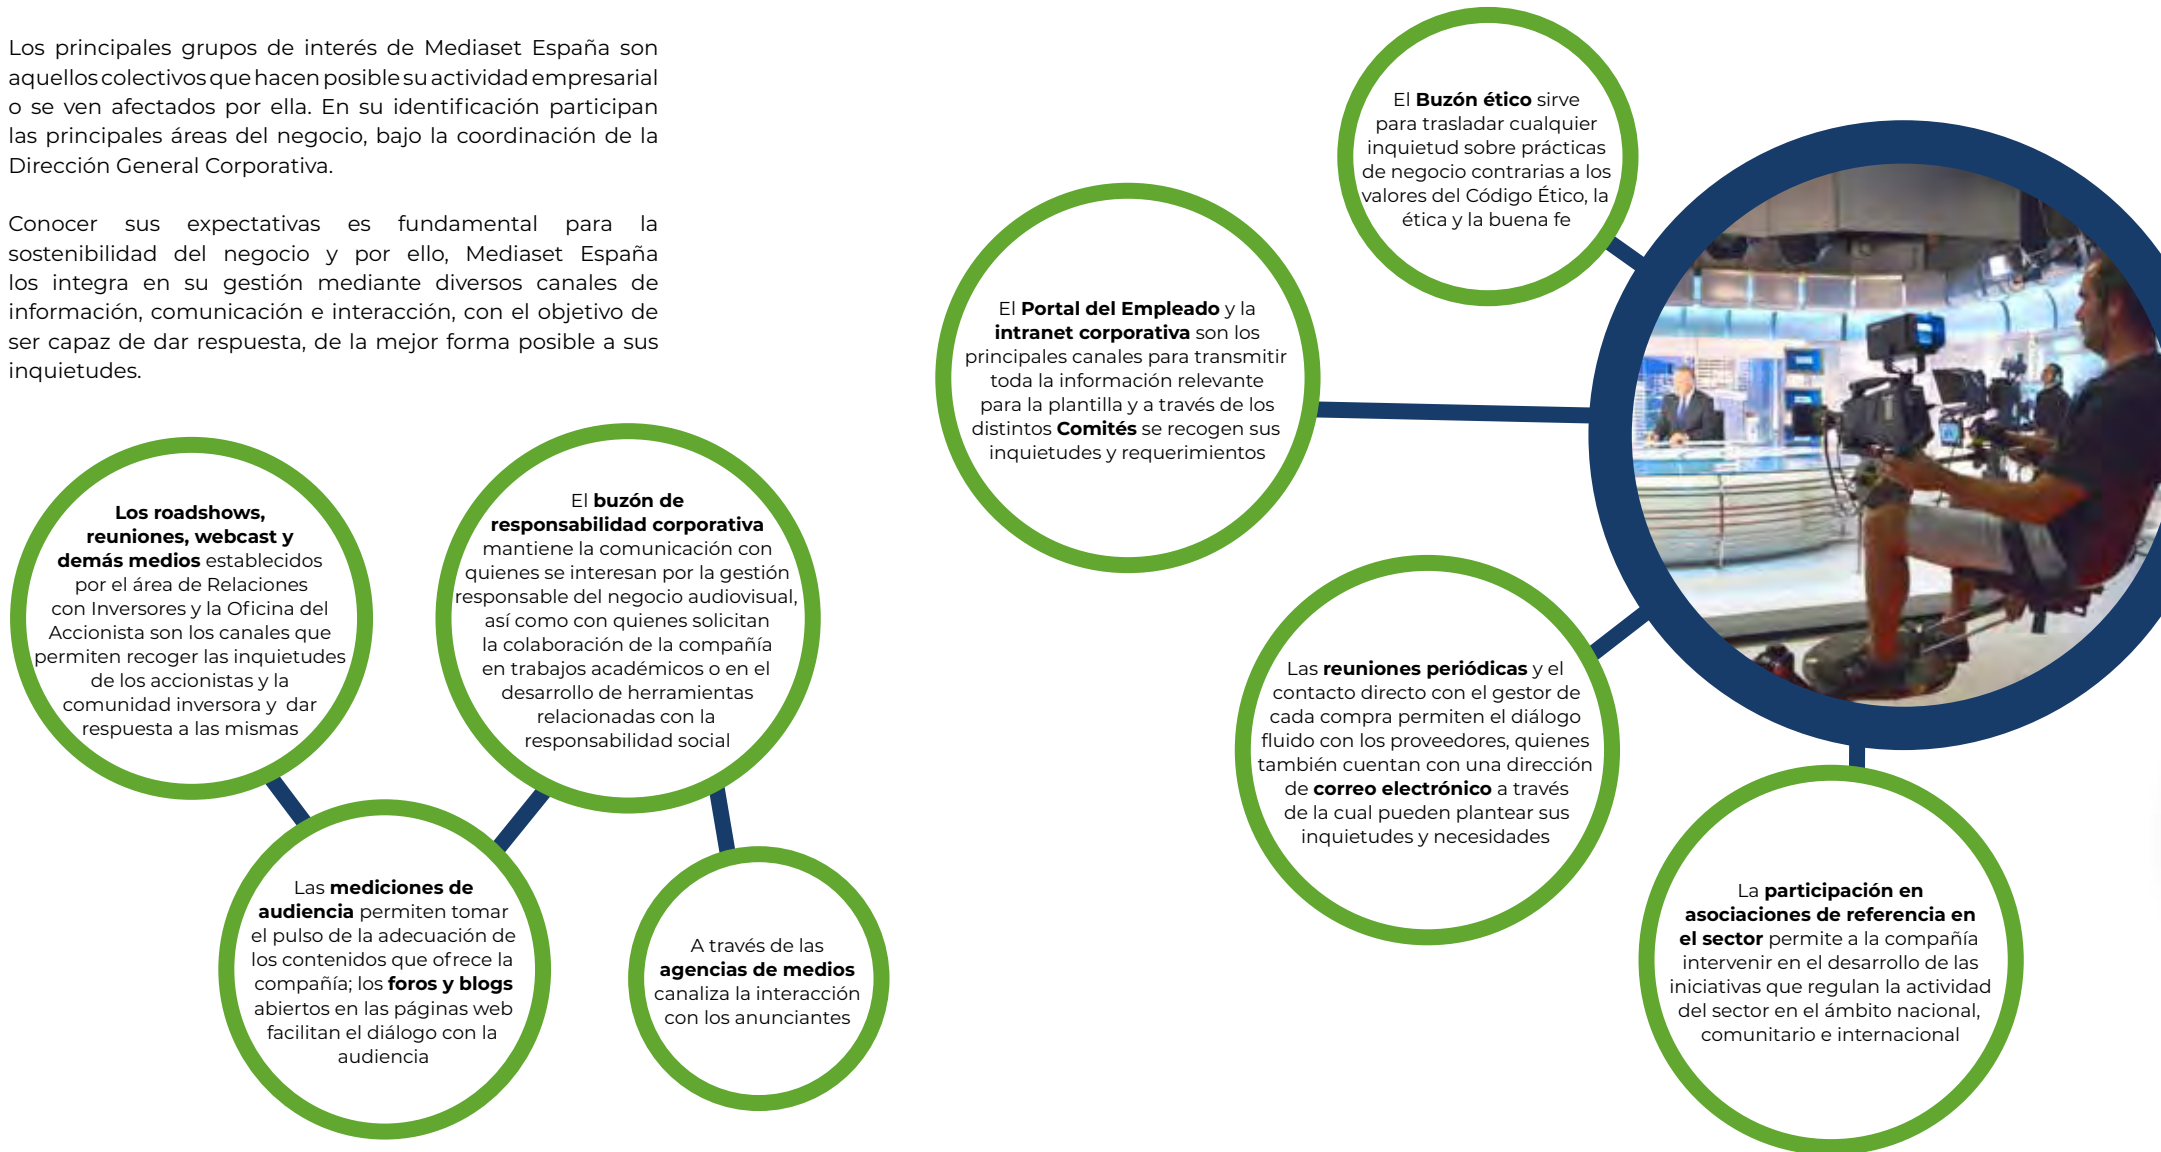 Los principales grupos de interés de Mediaset España son
aquellos colectivos que hacen posible su actividad empresarial
o se ven afectados por ella. En su identificación participan
las principales áreas del negocio, bajo la coordinación de la
Dirección General Corporativa.
Conocer sus expectativas es fundamental para la
sostenibilidad del negocio y por ello, Mediaset España
los integra en su gestión mediante diversos canales de
información, comunicación e interacción, con el objetivo de
ser capaz de dar respuesta, de la mejor forma posible a sus
inquietudes.
Los roadshows,
reuniones, webcast y
demás medios establecidos
por el área de Relaciones
con Inversores y la Oficina del
Accionista son los canales que
permiten recoger las inquietudes
de los accionistas y la
comunidad inversora y dar
respuesta a las mismas
El buzón de
responsabilidad corporativa
mantiene la comunicación con
quienes se interesan por la gestión
responsable del negocio audiovisual,
así como con quienes solicitan
la colaboración de la compañía
en trabajos académicos o en el
desarrollo de herramientas
relacionadas con la
responsabilidad social
Las mediciones de
audiencia permiten tomar
el pulso de la adecuación de
los contenidos que ofrece la
compañía; los foros y blogs
abiertos en las páginas web
facilitan el diálogo con la
audiencia
A través de las
agencias de medios
canaliza la interacción
con los anunciantes
El Buzón ético sirve
para trasladar cualquier
inquietud sobre prácticas
de negocio contrarias a los
valores del Código Ético, la
ética y la buena fe
El Portal del Empleado y la
intranet corporativa son los
principales canales para transmitir
toda la información relevante
para la plantilla y a través de los
distintos Comités se recogen sus
inquietudes y requerimientos
Las reuniones periódicas y el
contacto directo con el gestor de
cada compra permiten el diálogo
fluido con los proveedores, quienes
también cuentan con una dirección
de correo electrónico a través
de la cual pueden plantear sus
inquietudes y necesidades
La participación en
asociaciones de referencia en
el sector permite a la compañía
intervenir en el desarrollo de las
iniciativas que regulan la actividad
del sector en el ámbito nacional,
comunitario e internacional